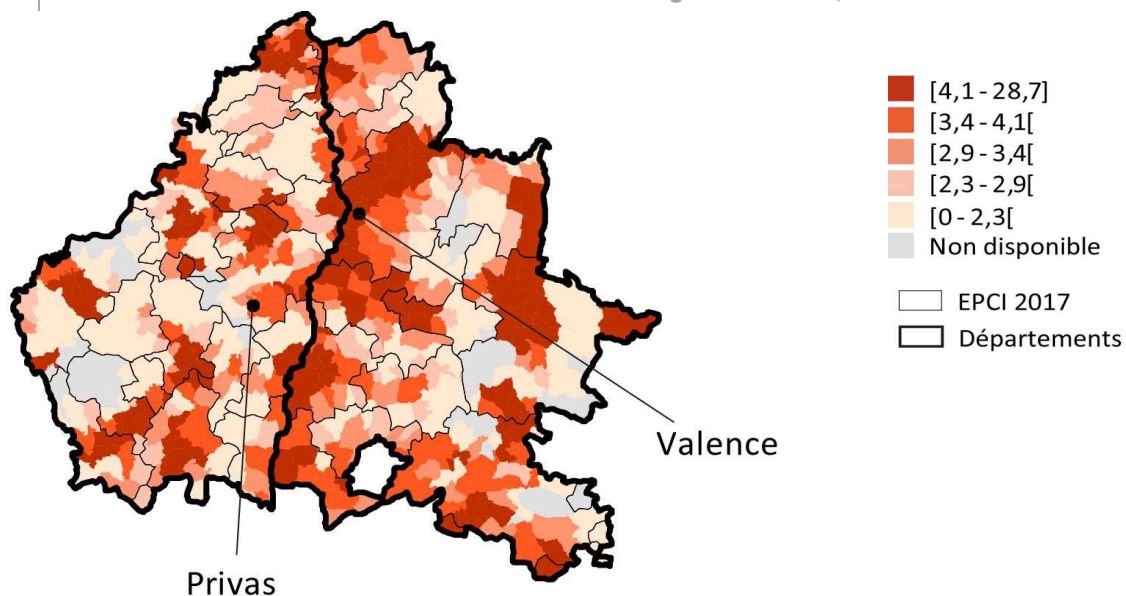 [4,1 - 28,7]
[3,4 - 4,1[
[2,9 - 3,4[
[2,3 - 2,9[
[0 - 2,3[
Non disponible
EPCI 2017
Départements
Valence
Privas